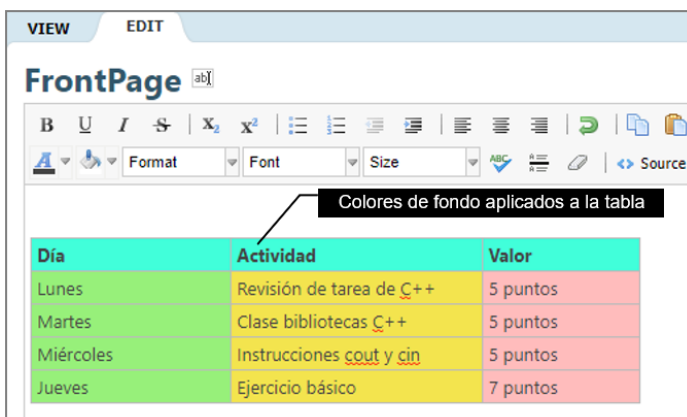 VIEW EDIT
FrontPage ab
B U I S X₂ X²
A Format Font Size ABC Source
Colores de fondo aplicados a la tabla
Día Actividad Valor
Lunes Revisión de tarea de C++ 5 puntos
Martes Clase bibliotecas C++ 5 puntos
Miércoles Instrucciones cout y cin 5 puntos
Jueves Ejercicio básico 7 puntos